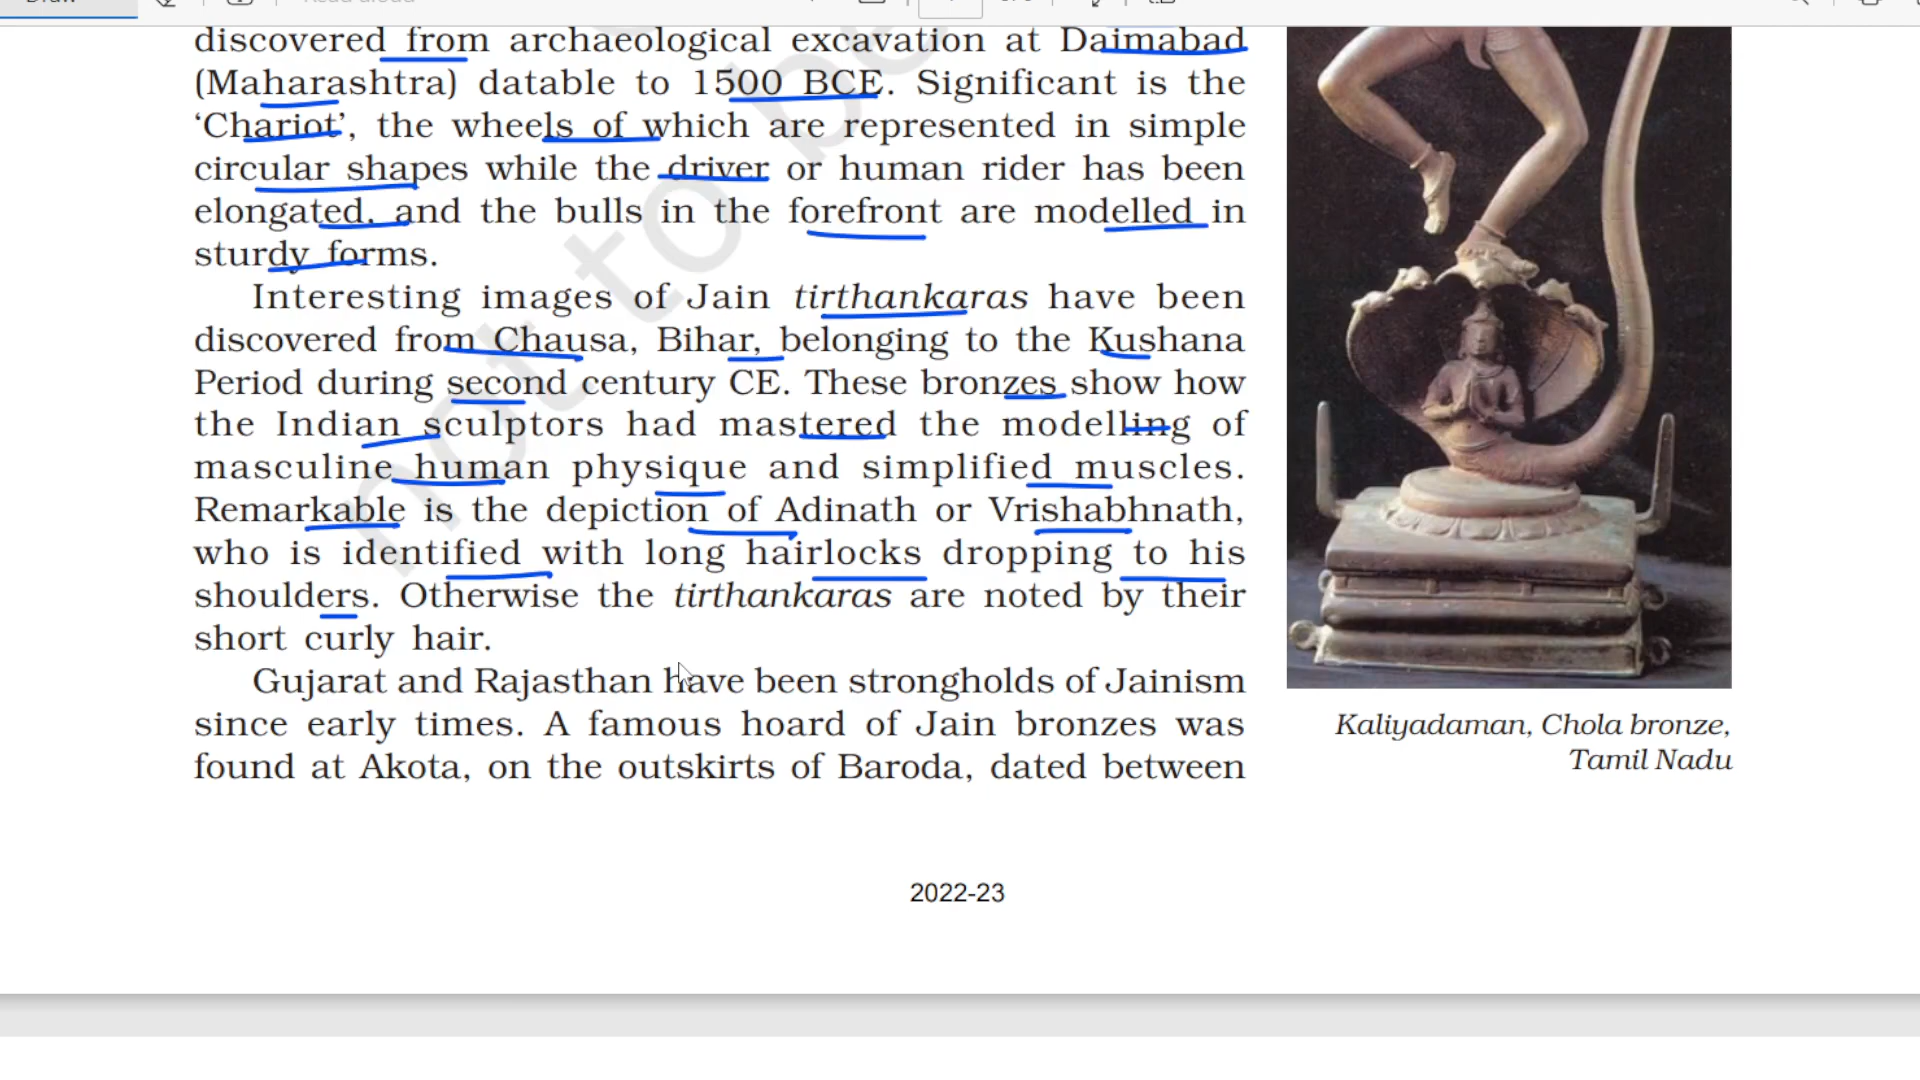 discovered from archaeological excavation at Daimabad
(Maharashtra) datable to 1500 BCE. Significant is the
‘Chariot’, the wheels of which are represented in simple
circular shapes while the driver or human rider has been
elongated, and the bulls in the forefront are modelled in
sturdy forms.
Interesting images of Jain tirthankaras have been
discovered from Chausa, Bihar, belonging to the Kushana
Period during second century CE. These bronzes show how
the Indian sculptors had mastered the modelling of
masculine human physique and simplified muscles.
Remarkable is the depiction of Adinath or Vrishabhnath,
who is identified with long hairlocks dropping to his
shoulders. Otherwise the tirthankaras are noted by their
short curly hair.
Gujarat and Rajasthan have been strongholds of Jainism
since early times. A famous hoard of Jain bronzes was
found at Akota, on the outskirts of Baroda, dated between
Kaliyadaman, Chola bronze,
Tamil Nadu
not to be
2022-23